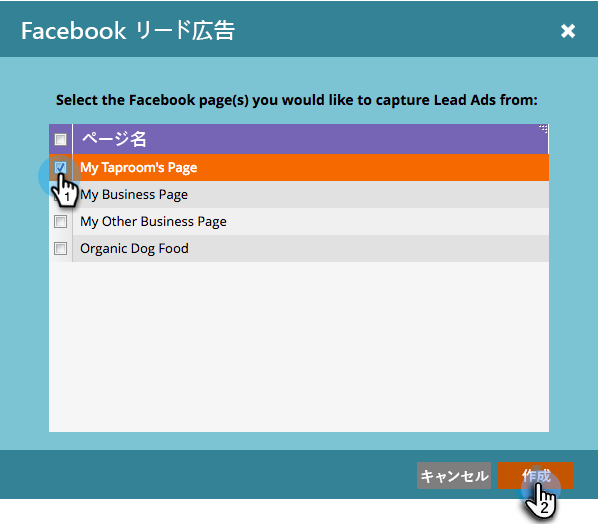 Facebook リード広告
Select the Facebook page(s) you would like to capture Lead Ads from:
ページ名
My Taproom's Page
1
My Business Page
My Other Business Page
Organic Dog Food
キャンセル 作成
2